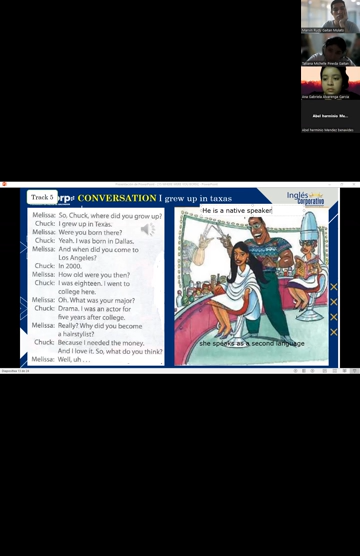 Track 5
CONVERSATION I grew up in taxas
Inglés
corporativo
He is a native speaker
Melissa: So, Chuck, where did you grow up?
Chuck: I grew up in Texas.
Melissa: Were you born there?
Chuck: Yeah. I was born in Dallas.
Melissa: And when did you come to
Los Angeles?
Chuck: In 2000.
Melissa: How old were you then?
Chuck: I was eighteen. I went to
college here.
Melissa: Oh. What was your major?
Chuck: Drama. I was an actor for
five years after college.
Melissa: Really? Why did you become
a hairstylist?
Chuck: Because I needed the money.
And I love it. So, what do you think?
Melissa: Well, uh . . .
she speaks as a second language